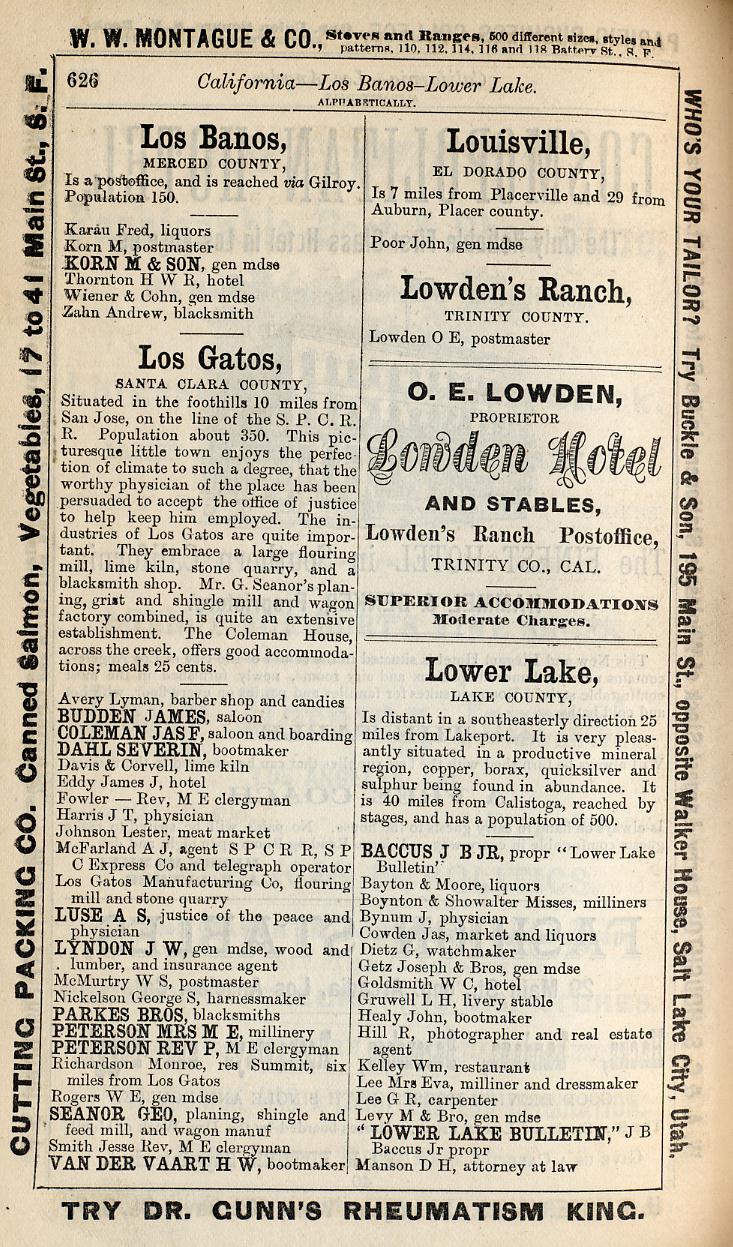 W. W. MONTAGUE & CO., Stoves and Ranges, 500 different sizes, styles and
patterns, 110, 112, 114, 116 and 118 Battery St., S. F.
626
California—Los Banos–Lower Lake.
ALPHABETICALLY.
CUTTING PACKING CO. Canned Salmon, Vegetables, 17 to 41 Main St., S. F.
Los Banos,
MERCED COUNTY,
Is a postoffice, and is reached via Gilroy.
Population 150.
Karau Fred, liquors
Korn M, postmaster
KORN M & SON, gen mdse
Thornton H W R, hotel
Wiener & Cohn, gen mdse
Zahn Andrew, blacksmith
Los Gatos,
SANTA CLARA COUNTY,
Situated in the foothills 10 miles from
San Jose, on the line of the S. P. C. R.
R. Population about 350. This pic-
turesque little town enjoys the perfec-
tion of climate to such a degree, that the
worthy physician of the place has been
persuaded to accept the office of justice
to help keep him employed. The in-
dustries of Los Gatos are quite impor-
tant. They embrace a large flouring
mill, lime kiln, stone quarry, and a
blacksmith shop. Mr. G. Seanor's plan-
ing, grist and shingle mill and wagon
factory combined, is quite an extensive
establishment. The Coleman House,
across the creek, offers good accommoda-
tions; meals 25 cents.
Avery Lyman, barber shop and candies
BUDDEN JAMES, saloon
COLEMAN JAS F, saloon and boarding
DAHL SEVERIN, bootmaker
Davis & Corvell, lime kiln
Eddy James J, hotel
Fowler — Rev, M E clergyman
Harris J T, physician
Johnson Lester, meat market
McFarland A J, agent S P C R R, S P
C Express Co and telegraph operator
Los Gatos Manufacturing Co, flouring
mill and stone quarry
LUSE A S, justice of the peace and
physician
LYNDON J W, gen mdse, wood and
lumber, and insurance agent
McMurtry W S, postmaster
Nickelson George S, harnessmaker
PARKES BROS, blacksmiths
PETERSON MRS M E, millinery
PETERSON REV P, M E clergyman
Richardson Monroe, res Summit, six
miles from Los Gatos
Rogers W E, gen mdse
SEANOR GEO, planing, shingle and
feed mill, and wagon manuf
Smith Jesse Rev, M E clergyman
VAN DER VAART H W, bootmaker
Louisville,
EL DORADO COUNTY,
Is 7 miles from Placerville and 29 from
Auburn, Placer county.
Poor John, gen mdse
Lowden's Ranch,
TRINITY COUNTY.
Lowden O E, postmaster
O. E. LOWDEN,
PROPRIETOR
Lowden Hotel
AND STABLES,
Lowden's Ranch Postoffice,
TRINITY CO., CAL.
SUPERIOR ACCOMMODATIONS
Moderate Charges.
Lower Lake,
LAKE COUNTY,
Is distant in a southeasterly direction 25
miles from Lakeport. It is very pleas-
antly situated in a productive mineral
region, copper, borax, quicksilver and
sulphur being found in abundance. It
is 40 miles from Calistoga, reached by
stages, and has a population of 500.
BACCUS J B JR, propr "Lower Lake
Bulletin"
Bayton & Moore, liquors
Boynton & Showalter Misses, milliners
Bynum J, physician
Cowden Jas, market and liquors
Dietz G, watchmaker
Getz Joseph & Bros, gen mdse
Goldsmith W C, hotel
Gruwell L H, livery stable
Healy John, bootmaker
Hill R, photographer and real estate
agent
Kelley Wm, restaurant
Lee Mrs Eva, milliner and dressmaker
Lee G R, carpenter
Levy M & Bro, gen mdse
"LOWER LAKE BULLETIN," J B
Baccus Jr propr
Manson D H, attorney at law
WHO'S YOUR TAILOR? Try Buckle & Son, 195 Main St., opposite Walker House, Salt Lake City, Utah.
TRY DR. GUNN'S RHEUMATISM KING.